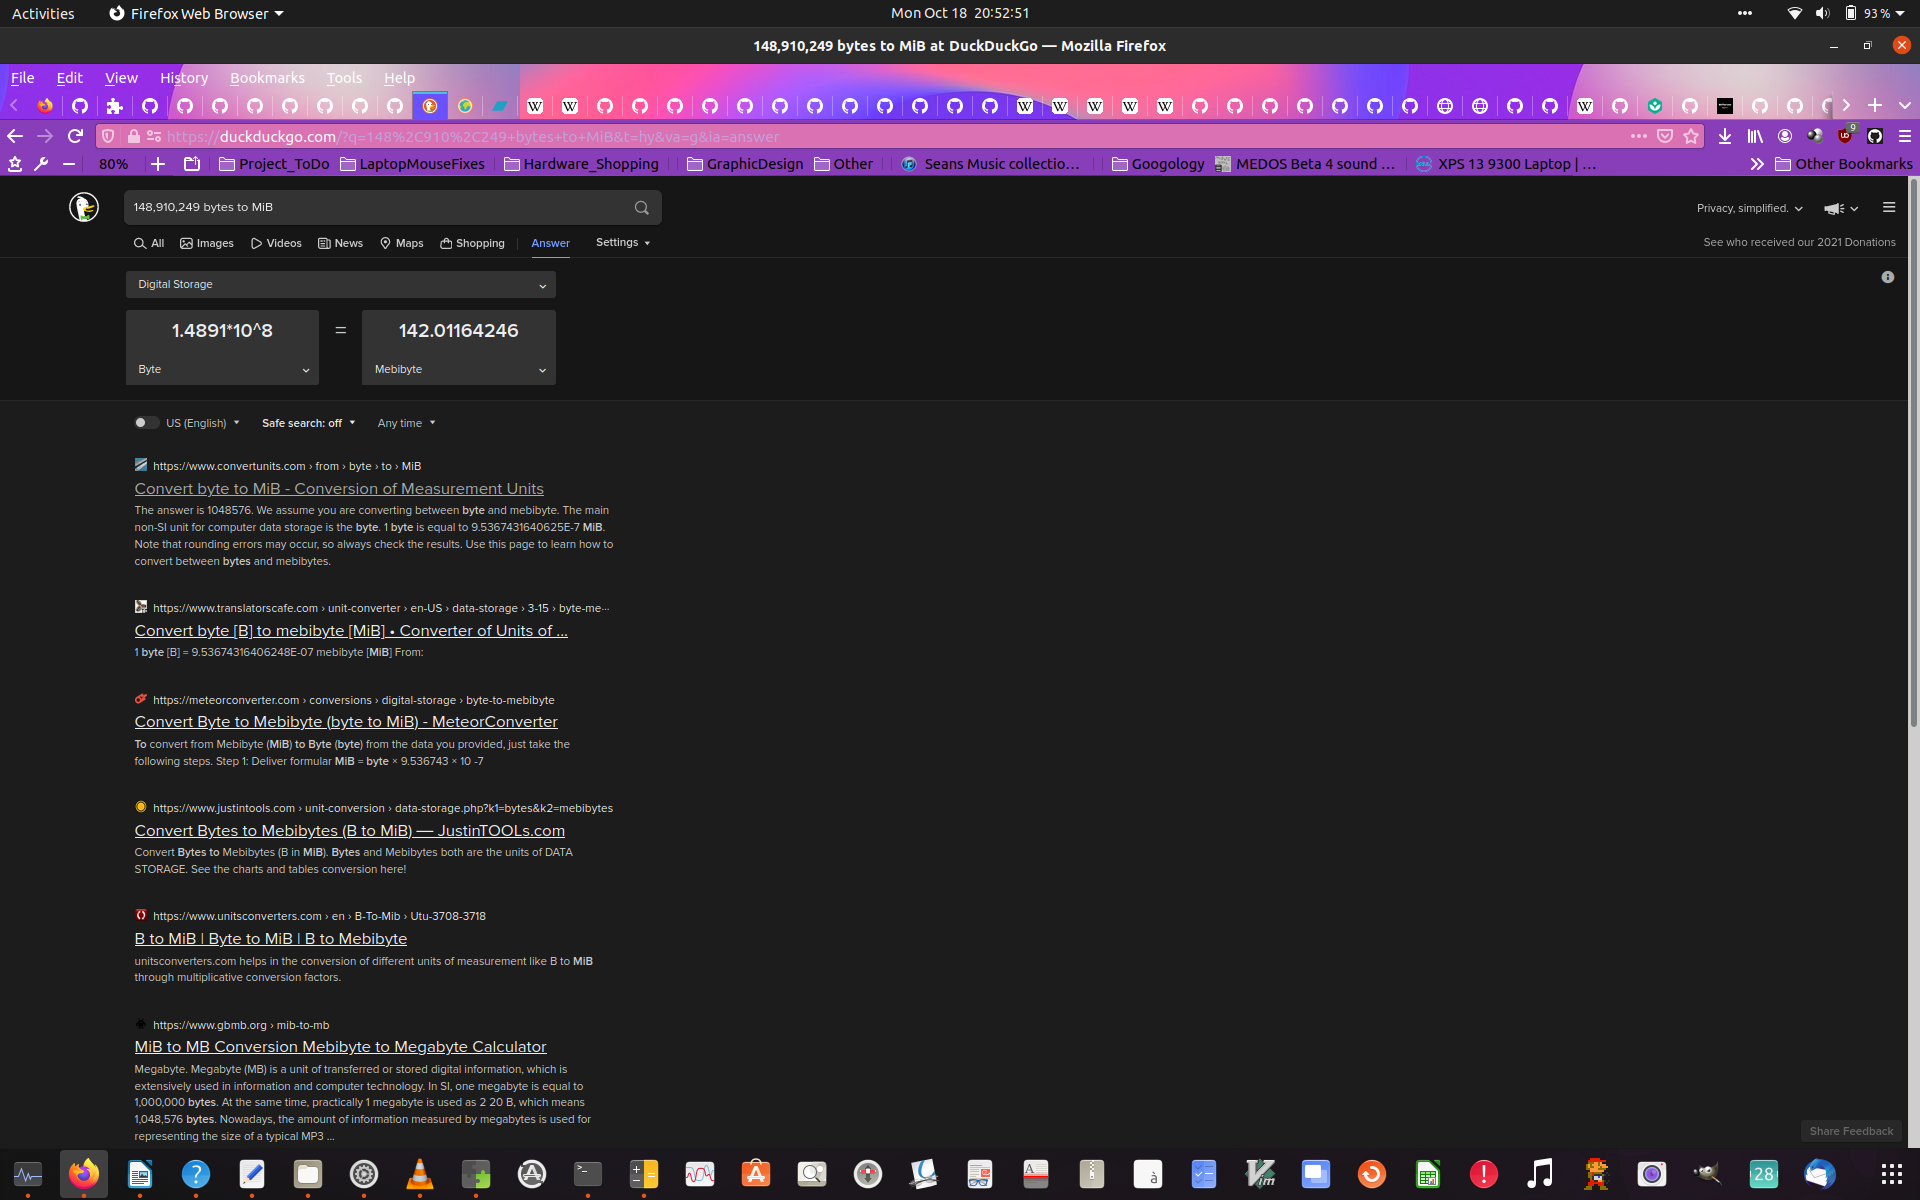 Activities
Firefox Web Browser
Mon Oct 18 20:52:51
93 %
148,910,249 bytes to MiB at DuckDuckGo — Mozilla Firefox
File Edit View History Bookmarks Tools Help
https://duckduckgo.com/?q=148%2C910%2C249+bytes+to+MiB&t=hy&va=g&ia=answer
9
80%
Project_ToDo
LaptopMouseFixes
Hardware_Shopping
GraphicDesign
Other
Seans Music collectio…
Googology
MEDOS Beta 4 sound …
XPS 13 9300 Laptop | …
Other Bookmarks
148,910,249 bytes to MiB
Privacy, simplified.
All Images Videos News Maps Shopping Answer Settings
See who received our 2021 Donations
Digital Storage
1.4891*10^8 = 142.01164246
Byte
Mebibyte
US (English)
Safe search: off
Any time
https://www.convertunits.com › from › byte › to › MiB
Convert byte to MiB - Conversion of Measurement Units
The answer is 1048576. We assume you are converting between byte and mebibyte. The main
non-SI unit for computer data storage is the byte. 1 byte is equal to 9.5367431640625E-7 MiB.
Note that rounding errors may occur, so always check the results. Use this page to learn how to
convert between bytes and mebibytes.
https://www.translatorscafe.com › unit-converter › en-US › data-storage › 3-15 › byte-me…
Convert byte [B] to mebibyte [MiB] • Converter of Units of ...
1 byte [B] = 9.53674316406248E-07 mebibyte [MiB] From:
https://meteorconverter.com › conversions › digital-storage › byte-to-mebibyte
Convert Byte to Mebibyte (byte to MiB) - MeteorConverter
To convert from Mebibyte (MiB) to Byte (byte) from the data you provided, just take the
following steps. Step 1: Deliver formular MiB = byte × 9.536743 × 10 -7
https://www.justintools.com › unit-conversion › data-storage.php?k1=bytes&k2=mebibytes
Convert Bytes to Mebibytes (B to MiB) — JustinTOOLs.com
Convert Bytes to Mebibytes (B in MiB). Bytes and Mebibytes both are the units of DATA
STORAGE. See the charts and tables conversion here!
https://www.unitsconverters.com › en › B-To-Mib › Utu-3708-3718
B to MiB | Byte to MiB | B to Mebibyte
unitsconverters.com helps in the conversion of different units of measurement like B to MiB
through multiplicative conversion factors.
https://www.gbmb.org › mib-to-mb
MiB to MB Conversion Mebibyte to Megabyte Calculator
Megabyte. Megabyte (MB) is a unit of transferred or stored digital information, which is
extensively used in information and computer technology. In SI, one megabyte is equal to
1,000,000 bytes. At the same time, practically 1 megabyte is used as 2 20 B, which means
1,048,576 bytes. Nowadays, the amount of information measured by megabytes is used for
representing the size of a typical MP3 ...
Share Feedback
28